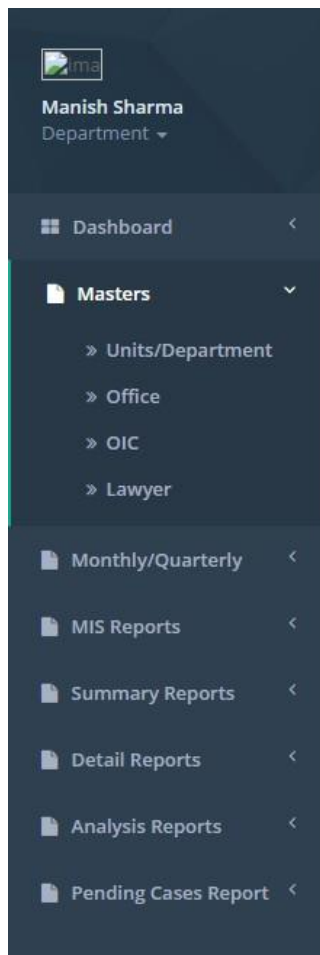 ima
Manish Sharma
Department
Dashboard
Masters
» Units/Department
» Office
» OIC
» Lawyer
Monthly/Quarterly
MIS Reports
Summary Reports
Detail Reports
Analysis Reports
Pending Cases Report